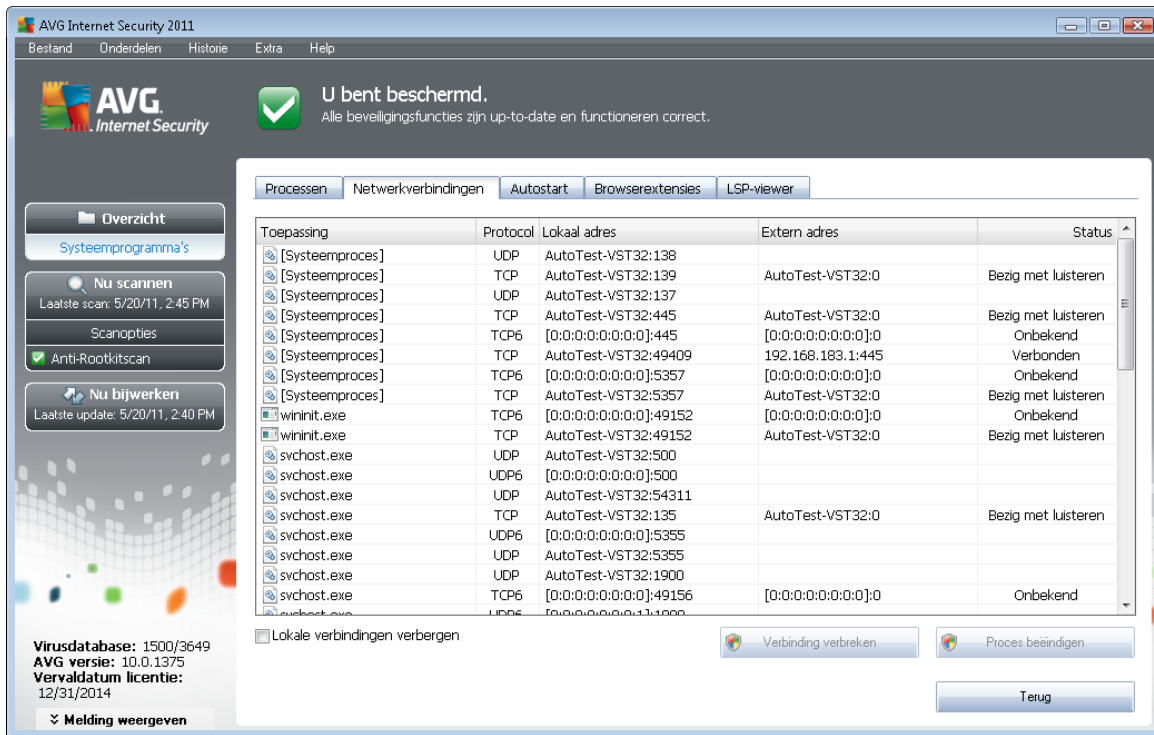 AVG Internet Security 2011
Bestand Onderdelen Historie Extra Help
AVG.
Internet Security
U bent beschermd.
Alle beveiligingsfuncties zijn up-to-date en functioneren correct.
Overzicht
Systeemprogramma's
Nu scannen
Laatste scan: 5/20/11, 2:45 PM
Scanopties
Anti-Rootkitscan
Nu bijwerken
Laatste update: 5/20/11, 2:40 PM
Virusdatabase: 1500/3649
AVG versie: 10.0.1375
Vervaldatum licentie:
12/31/2014
Melding weergeven
Processen Netwerkverbindingen Autostart Browserextensies LSP-viewer
Toepassing Protocol Lokaal adres Extern adres Status
[Systeemproces] UDP AutoTest-VST32:138
[Systeemproces] TCP AutoTest-VST32:139 AutoTest-VST32:0 Bezig met luisteren
[Systeemproces] UDP AutoTest-VST32:137
[Systeemproces] TCP AutoTest-VST32:445 AutoTest-VST32:0 Bezig met luisteren
[Systeemproces] TCP6 [0:0:0:0:0:0:0:0]:445 [0:0:0:0:0:0:0:0]:0 Onbekend
[Systeemproces] TCP AutoTest-VST32:49409 192.168.183.1:445 Verbonden
[Systeemproces] TCP6 [0:0:0:0:0:0:0:0]:5357 [0:0:0:0:0:0:0:0]:0 Onbekend
[Systeemproces] TCP AutoTest-VST32:5357 AutoTest-VST32:0 Bezig met luisteren
wininit.exe TCP6 [0:0:0:0:0:0:0:0]:49152 [0:0:0:0:0:0:0:0]:0 Onbekend
wininit.exe TCP AutoTest-VST32:49152 AutoTest-VST32:0 Bezig met luisteren
svchost.exe UDP AutoTest-VST32:500
svchost.exe UDP6 [0:0:0:0:0:0:0:0]:500
svchost.exe UDP AutoTest-VST32:54311
svchost.exe TCP AutoTest-VST32:135 AutoTest-VST32:0 Bezig met luisteren
svchost.exe UDP6 [0:0:0:0:0:0:0:0]:5355
svchost.exe UDP AutoTest-VST32:5355
svchost.exe UDP AutoTest-VST32:1900
svchost.exe TCP6 [0:0:0:0:0:0:0:0]:49156 [0:0:0:0:0:0:0:0]:0 Onbekend
Lokale verbindingen verbergen
Verbinding verbreken
Proces beëindigen
Terug